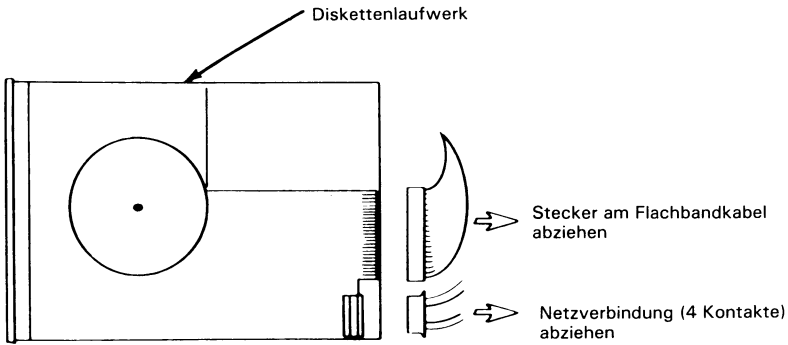 Diskettenlaufwerk
Stecker am Flachbandkabel
abziehen
Netzverbindung (4 Kontakte)
abziehen